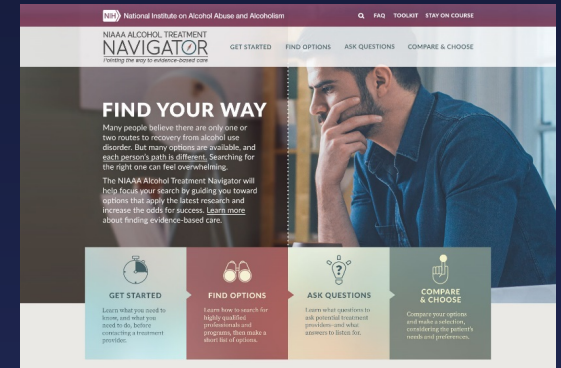 NIH National Institute on Alcohol Abuse and Alcoholism
FAQ TOOLKIT STAY ON COURSE
NIAAA ALCOHOL TREATMENT
NAVIGATOR
Pointing the way to evidence-based care
GET STARTED FIND OPTIONS ASK QUESTIONS COMPARE & CHOOSE
FIND YOUR WAY
Many people believe there are only one or
two routes to recovery from alcohol use
disorder. But many options are available, and
each person's path is different. Searching for
the right one can feel overwhelming.
The NIAAA Alcohol Treatment Navigator will
help focus your search by guiding you toward
options that apply the latest research and
increase the odds for success. Learn more
about finding evidence-based care.
GET STARTED
Learn what you need to
know, and what you
need to do, before
contacting a treatment
provider.
FIND OPTIONS
Learn how to search for
highly qualified
professionals and
programs, then make a
short list of options.
ASK QUESTIONS
Learn what questions to
ask potential treatment
providers–and what
answers to listen for.
COMPARE
& CHOOSE
Compare your options
and make a selection,
considering the patient's
needs and preferences.